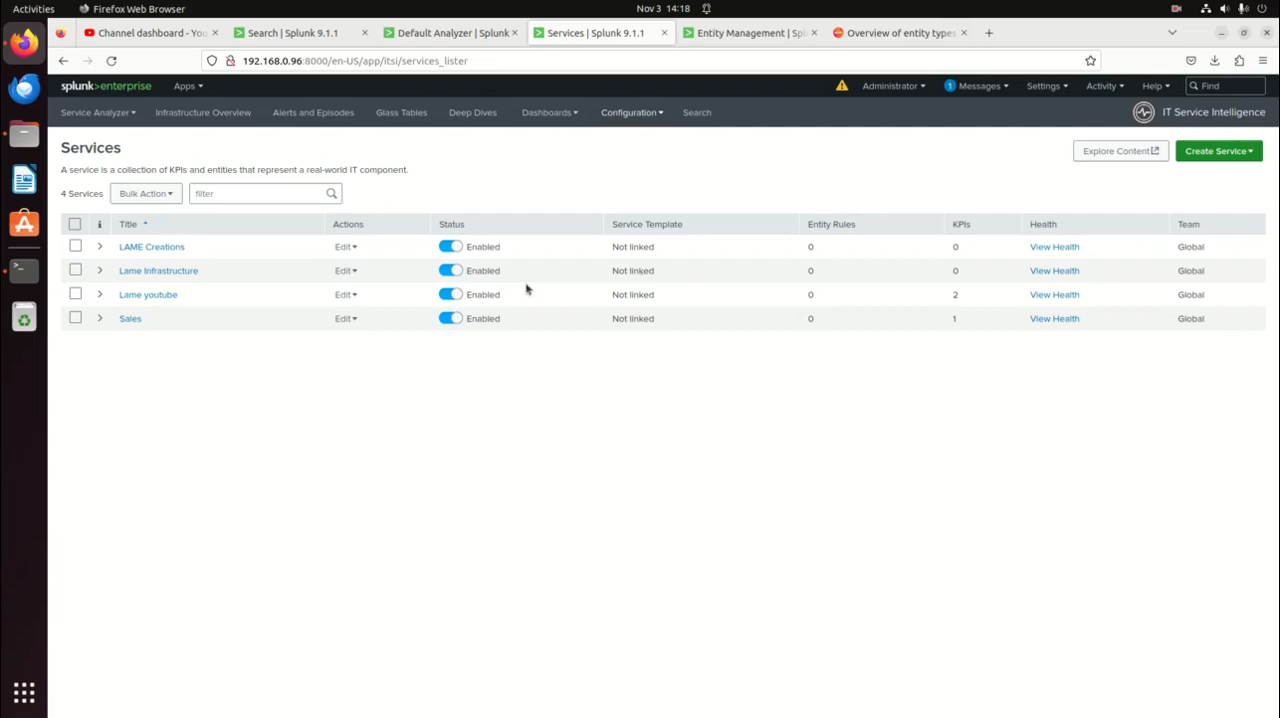 Activities
Firefox Web Browser
Nov 3 14:18
Channel dashboard - You
Search | Splunk 9.1.1
Default Analyzer | Splunk
Services | Splunk 9.1.1
Entity Management | Spl
Overview of entity types
192.168.0.96:8000/en-US/app/itsi/services_lister
splunk>enterprise
Apps
Administrator
1 Messages
Settings
Activity
Help
Find
Service Analyzer
Infrastructure Overview
Alerts and Episodes
Glass Tables
Deep Dives
Dashboards
Configuration
Search
IT Service Intelligence
Services
Explore Content
Create Service
A service is a collection of KPIs and entities that represent a real-world IT component.
4 Services
Bulk Action
filter
i Title Actions Status Service Template Entity Rules KPIs Health Team
LAME Creations Edit Enabled Not linked 0 0 View Health Global
Lame Infrastructure Edit Enabled Not linked 0 0 View Health Global
Lame youtube Edit Enabled Not linked 0 2 View Health Global
Sales Edit Enabled Not linked 0 1 View Health Global